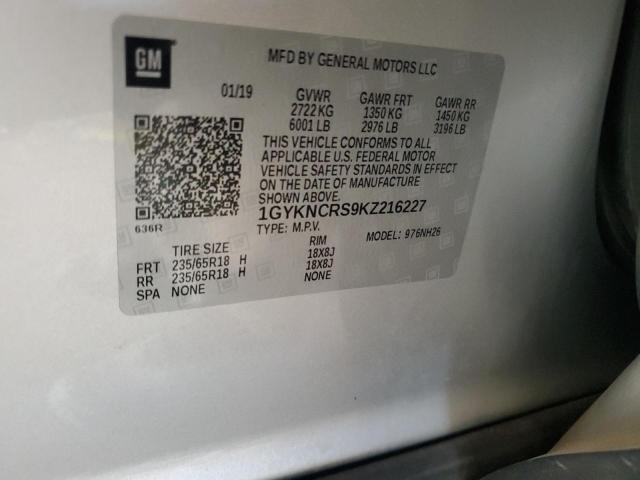 GM
MFD BY GENERAL MOTORS LLC
01/19 GVWR GAWR FRT GAWR RR
2722 KG 1350 KG 1450 KG
6001 LB 2976 LB 3196 LB
THIS VEHICLE CONFORMS TO ALL
APPLICABLE U.S. FEDERAL MOTOR
VEHICLE SAFETY STANDARDS IN EFFECT
ON THE DATE OF MANUFACTURE
SHOWN ABOVE.
636R
1GYKNCRS9KZ216227
TYPE: M.P.V. MODEL: 976NH26
TIRE SIZE RIM
FRT 235/65R18 H 18X8J
RR 235/65R18 H 18X8J
SPA NONE NONE